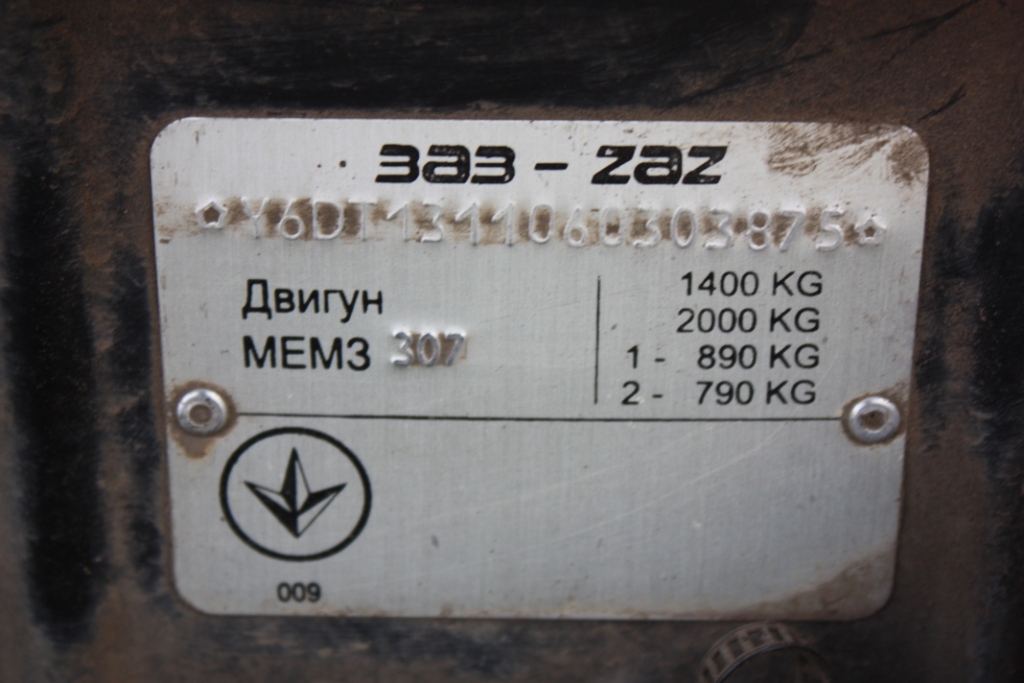 ЗАЗ - ZAZ
☆Y6DT1311060303875☆
Двигун
МЕМЗ 307
1400 KG
2000 KG
1 - 890 KG
2 - 790 KG
009